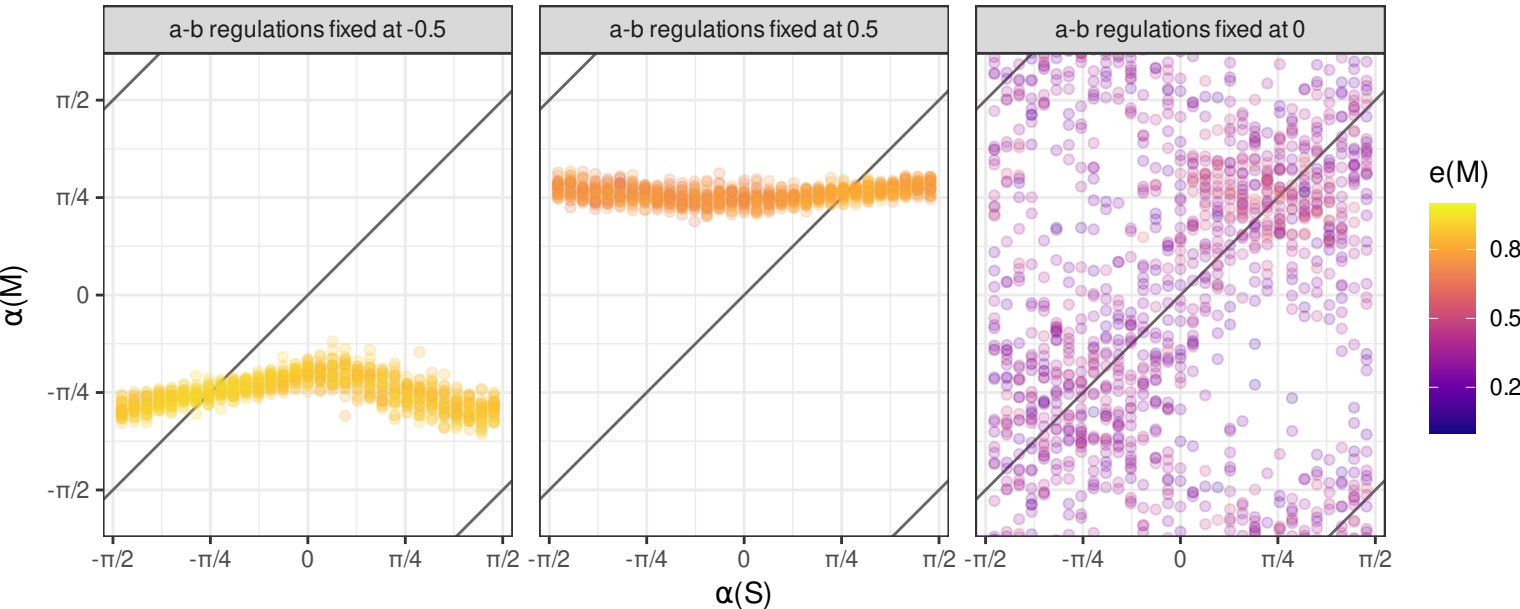 a-b regulations fixed at -0.5
a-b regulations fixed at 0.5
a-b regulations fixed at 0
α(M)
π/2
π/4
0
-π/4
-π/2
-π/2 -π/4 0 π/4 π/2
-π/2 -π/4 0 π/4 π/2
-π/2 -π/4 0 π/4 π/2
α(S)
e(M)
0.8
0.5
0.2